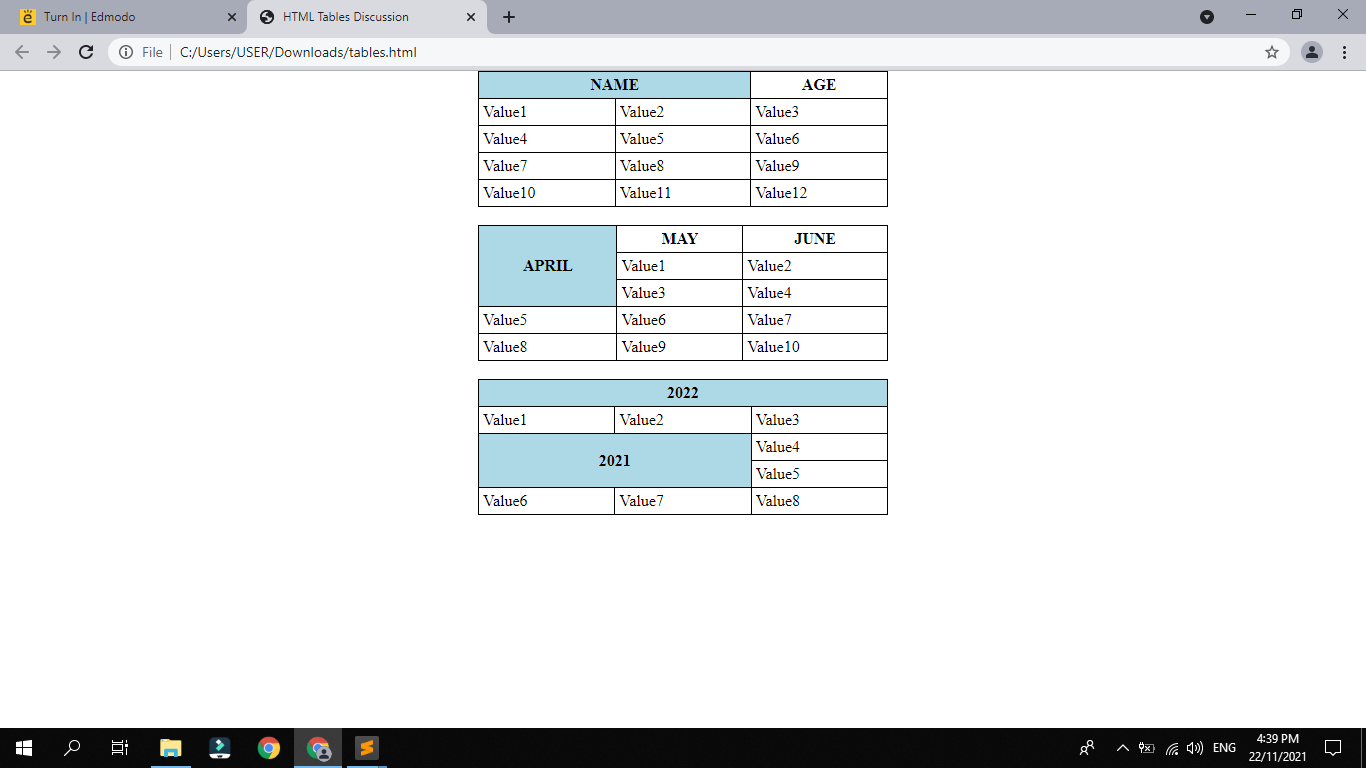 Turn In | Edmodo
HTML Tables Discussion
File C:/Users/USER/Downloads/tables.html
NAME AGE
Value1 Value2 Value3
Value4 Value5 Value6
Value7 Value8 Value9
Value10 Value11 Value12
APRIL MAY JUNE
Value1 Value2
Value3 Value4
Value5 Value6 Value7
Value8 Value9 Value10
2022
Value1 Value2 Value3
2021 Value4
Value5
Value6 Value7 Value8
ENG
4:39 PM
22/11/2021